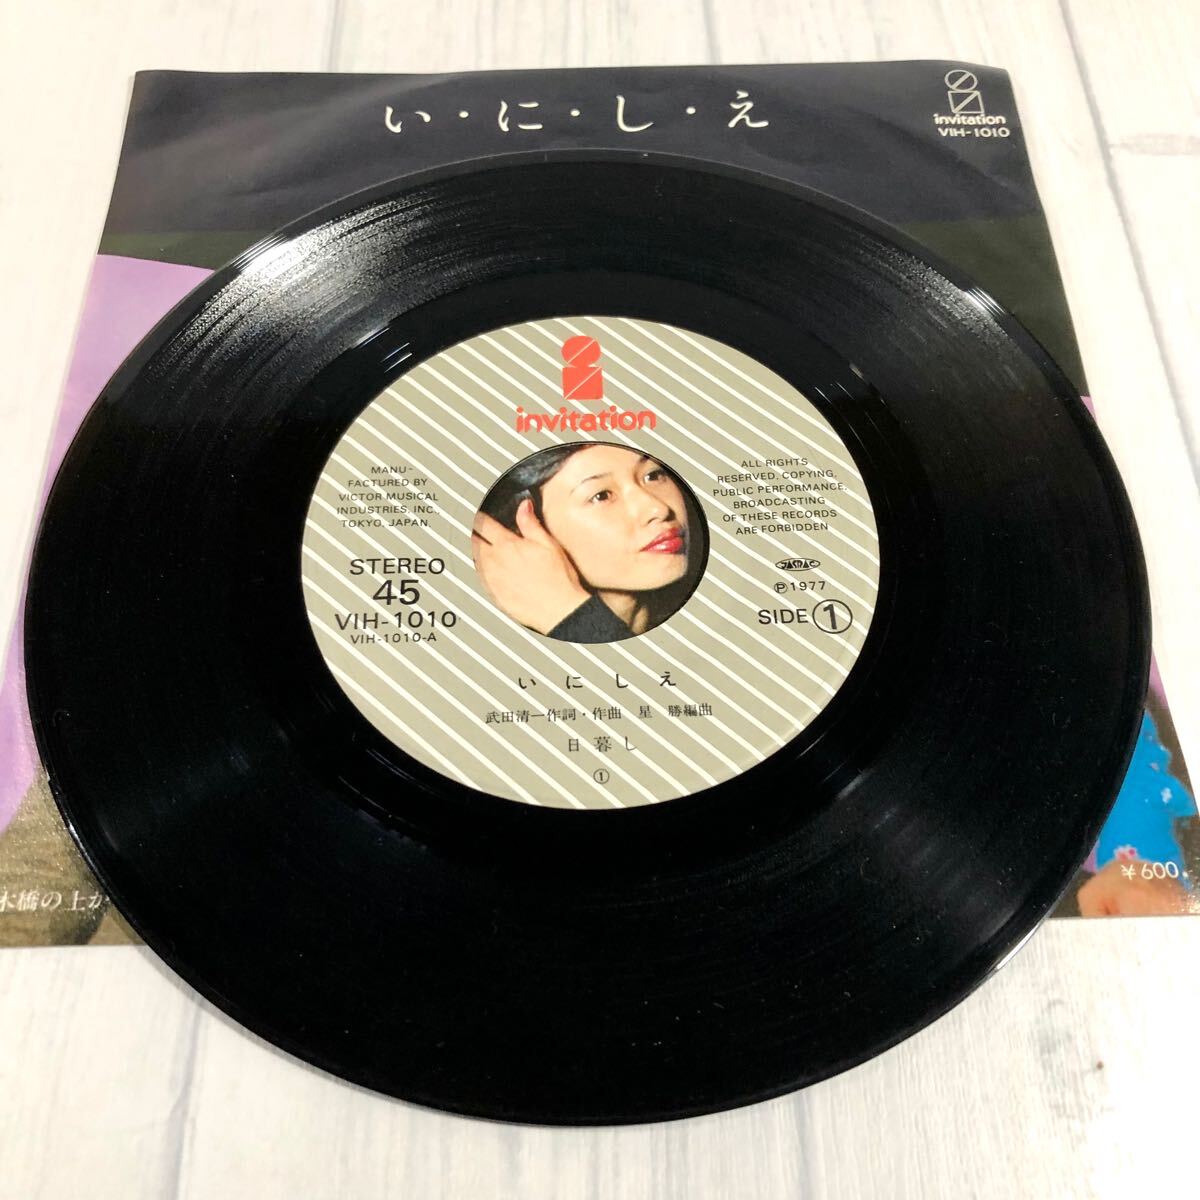 い・に・し・え
invitation
VIH-1010
invitation
MANU-
FACTURED BY
VICTOR MUSICAL
INDUSTRIES, INC.,
TOKYO, JAPAN.
ALL RIGHTS
RESERVED, COPYING,
PUBLIC PERFORMANCE,
BROADCASTING
OF THESE RECORDS
ARE FORBIDDEN
STEREO
45
VIH-1010
VIH-1010-A
JASRAC
Ⓟ1977
SIDE ①
いにしえ
武田清一作詞・作曲 星 勝編曲
日暮し
①
木橋の上か
¥600.